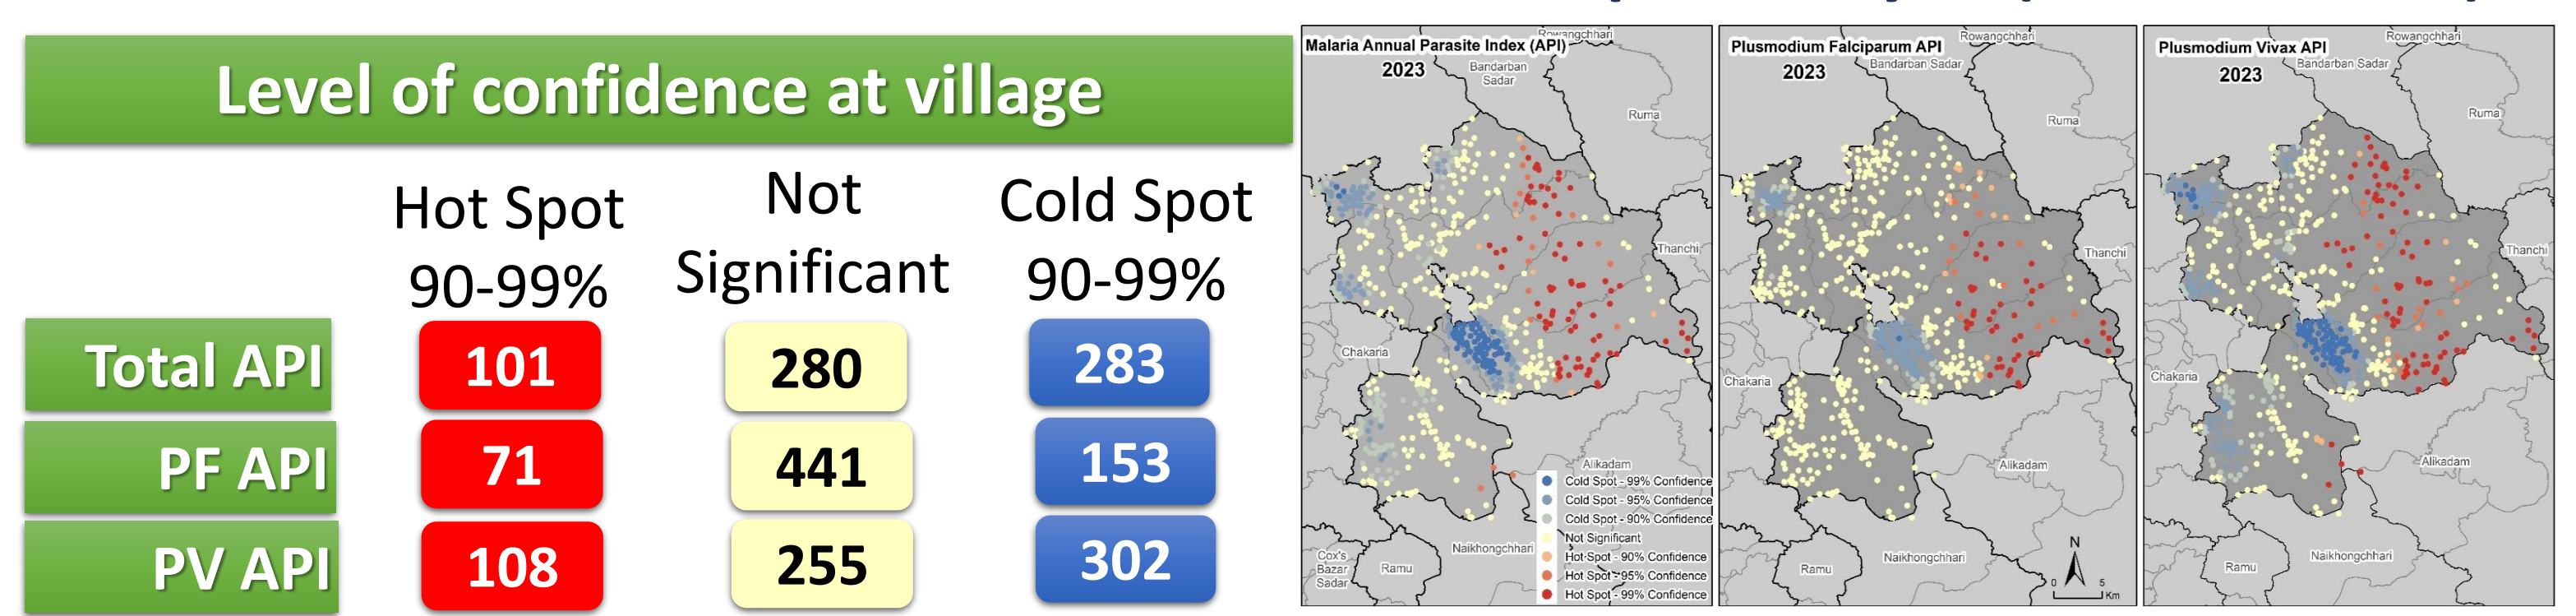 Level of confidence at village
Hot Spot
90-99%
Not
Significant
Cold Spot
90-99%
Total API
101
280
283
PF API
71
441
153
PV API
108
255
302
Malaria Annual Parasite Index (API)
2023
Rowangchhari
Bandarban
Sadar
Ruma
Thanchi
Chakaria
Alikadam
Cold Spot - 99% Confidence
Cold Spot - 95% Confidence
Cold Spot - 90% Confidence
Not Significant
Hot Spot - 90% Confidence
Hot Spot - 95% Confidence
Hot Spot - 99% Confidence
Naikhongchhari
Cox's
Bazar
Sadar
Ramu
Plusmodium Falciparum API
2023
Rowangchhari
Bandarban Sadar
Ruma
Thanchi
Chakaria
Alikadam
Naikhongchhari
Ramu
N
0 5
Km
Plusmodium Vivax API
2023
Rowangchhari
Bandarban Sadar
Ruma
Thanchi
Chakaria
Alikadam
Naikhongchhari
Ramu